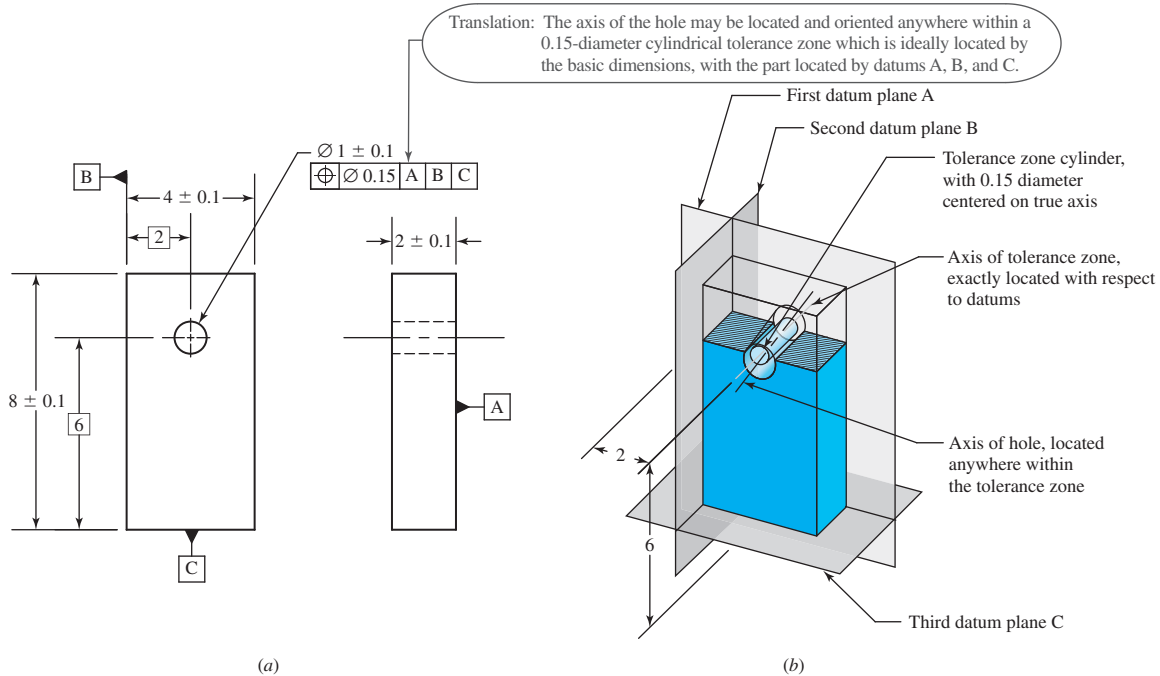 Translation: The axis of the hole may be located and oriented anywhere within a
0.15-diameter cylindrical tolerance zone which is ideally located by
the basic dimensions, with the part located by datums A, B, and C.
∅ 1 ± 0.1
⌖ ∅ 0.15 A B C
B
4 ± 0.1
2
2 ± 0.1
8 ± 0.1
6
A
C
(a)
First datum plane A
Second datum plane B
Tolerance zone cylinder,
with 0.15 diameter
centered on true axis
Axis of tolerance zone,
exactly located with respect
to datums
Axis of hole, located
anywhere within
the tolerance zone
2
6
Third datum plane C
(b)